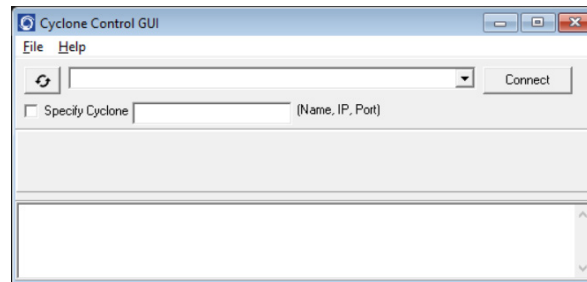 Cyclone Control GUI
File Help
Connect
Specify Cyclone (Name, IP, Port)